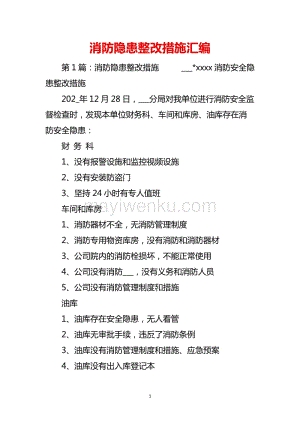 消防隐患整改措施汇编
第1篇：消防隐患整改措施 ___*xxxx消防安全隐
患整改措施
202_年12月28日，___分局对我单位进行消防安全监
督检查时，发现本单位财务科、车间和库房、油库存在消
防安全隐患：
财 务 科
1、没有报警设施和监控视频设施
2、没有安装防盗门
3、坚持24小时有专人值班
车间和库房
1、消防器材不全，无消防管理制度
2、消防专用物资库房，没有消防和消防器材
3、公司院内的消防栓损坏，不能正常使用
4、公司没有消防___，没有义务和消防人员
5、公司没有消防管理制度和措施
油库
1、油库存在安全隐患，无人看管
2、油库无审批手续，违反了消防条例
4、油库没有消防管理制度和措施、应急预案
4、油库没有出入库登记本
mayiwenku.com
1